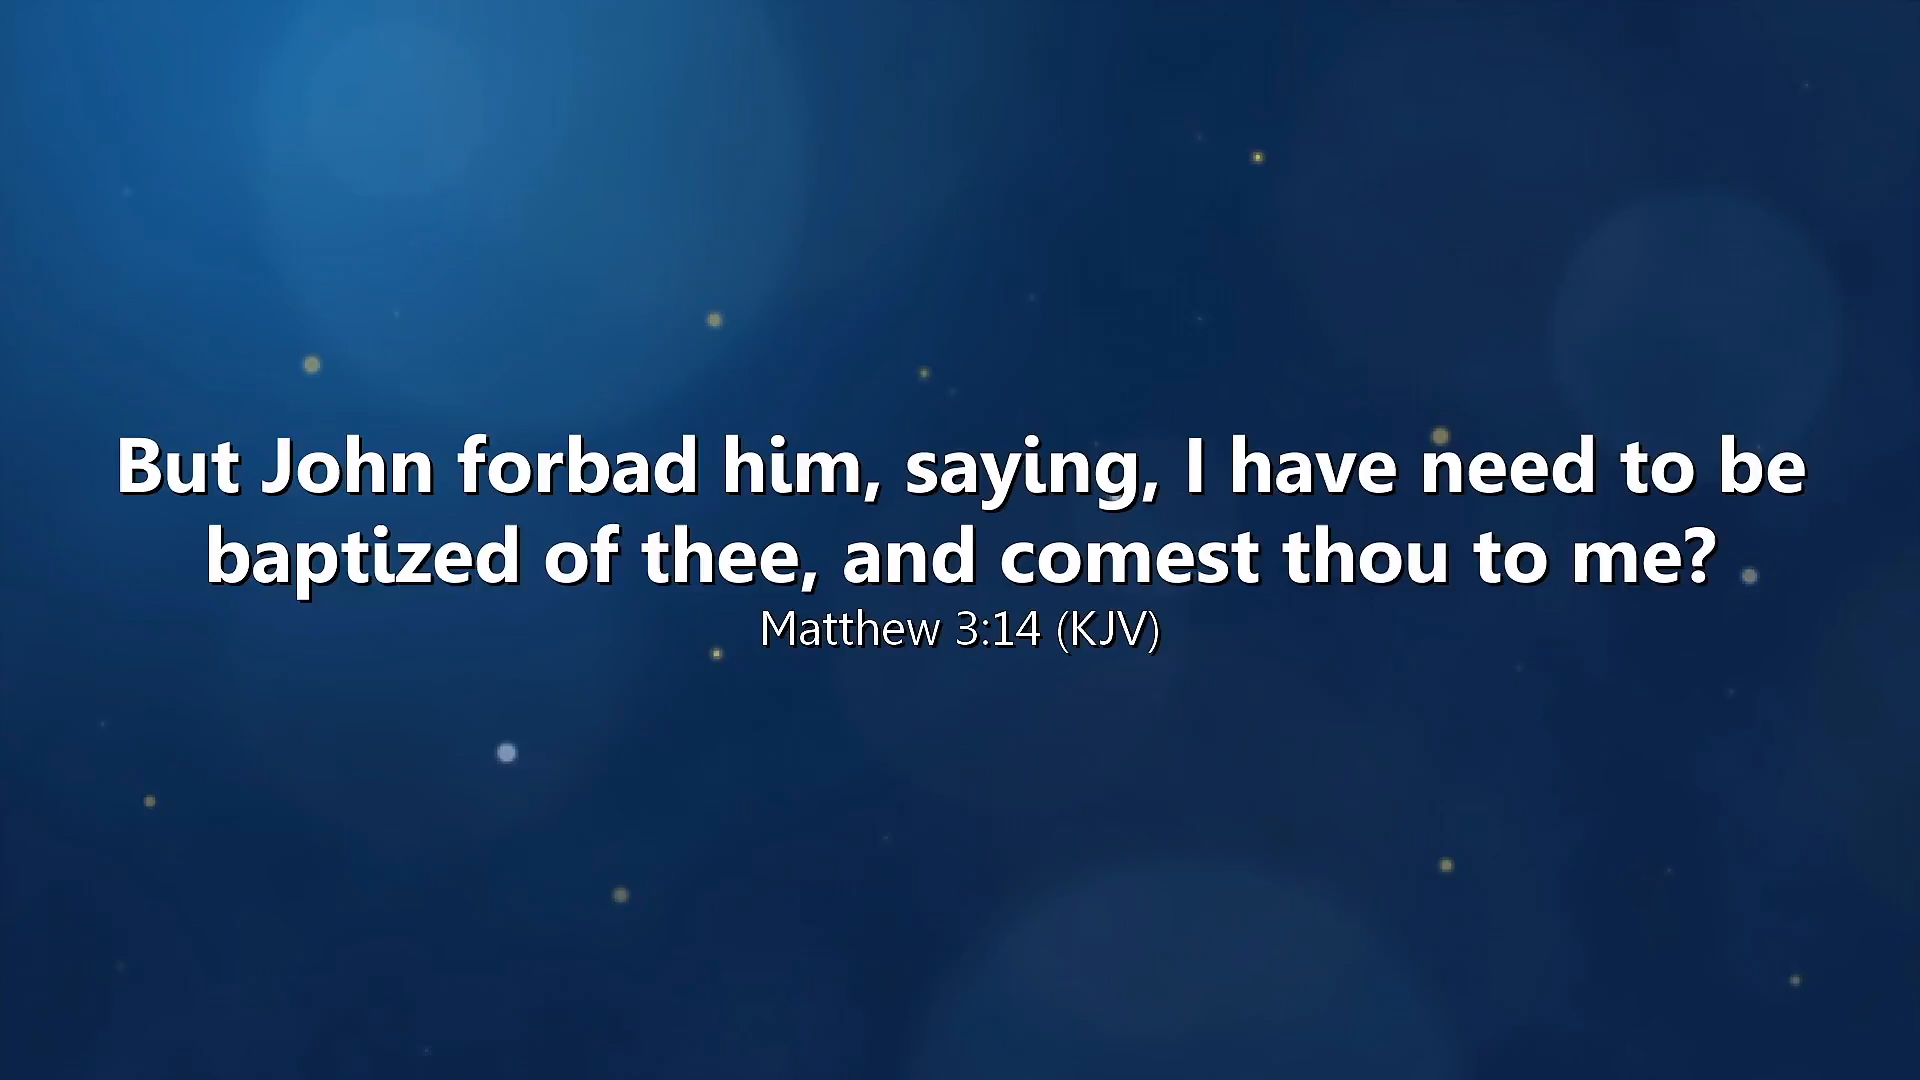 But John forbad him, saying, I have need to be
baptized of thee, and comest thou to me?
Matthew 3:14 (KJV)